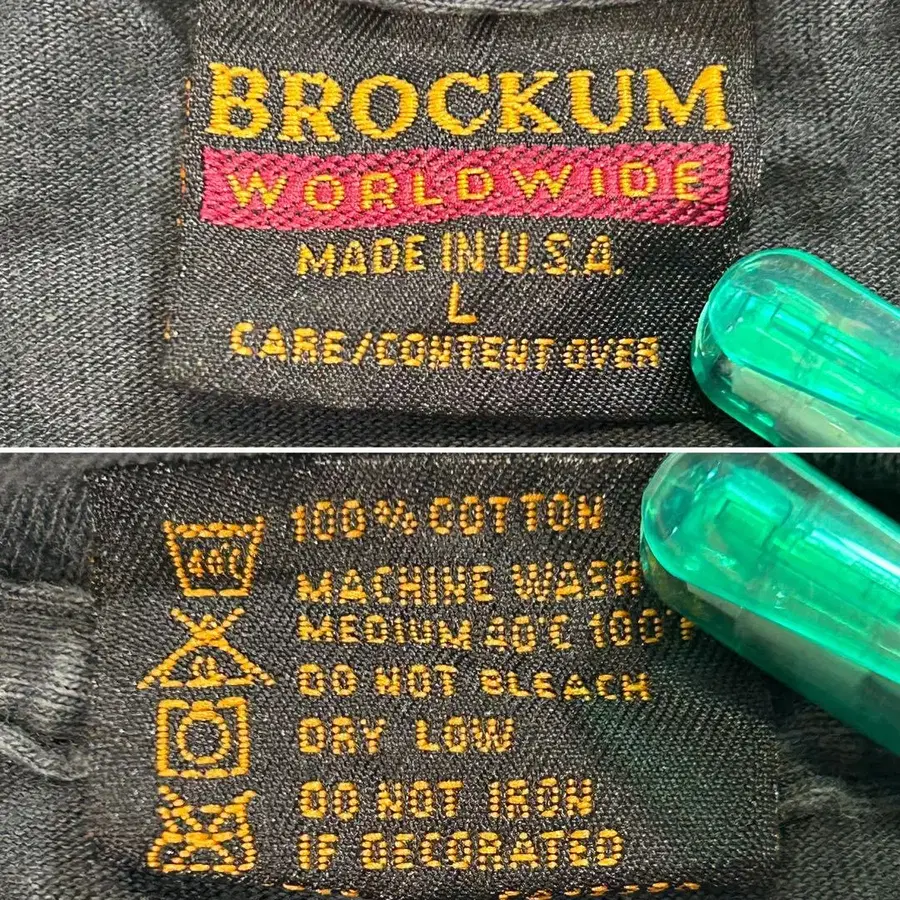 BROCKUM
WORLDWIDE
MADE IN U.S.A.
L
CARE/CONTENT OVER
100% COTTON
MACHINE WASH
MEDIUM 40°C 100°F
DO NOT BLEACH
DRY LOW
DO NOT IRON
IF DECORATED